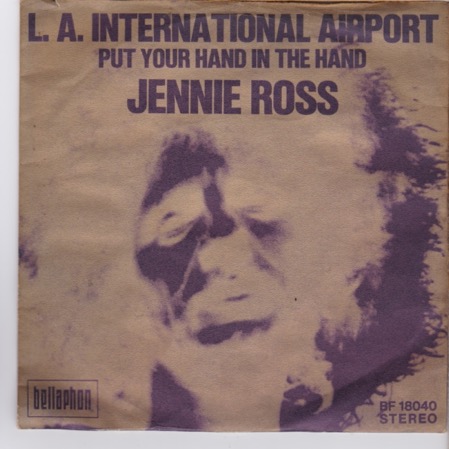 L. A. INTERNATIONAL AIRPORT
PUT YOUR HAND IN THE HAND
JENNIE ROSS
bellaphon
BF 18040
STEREO